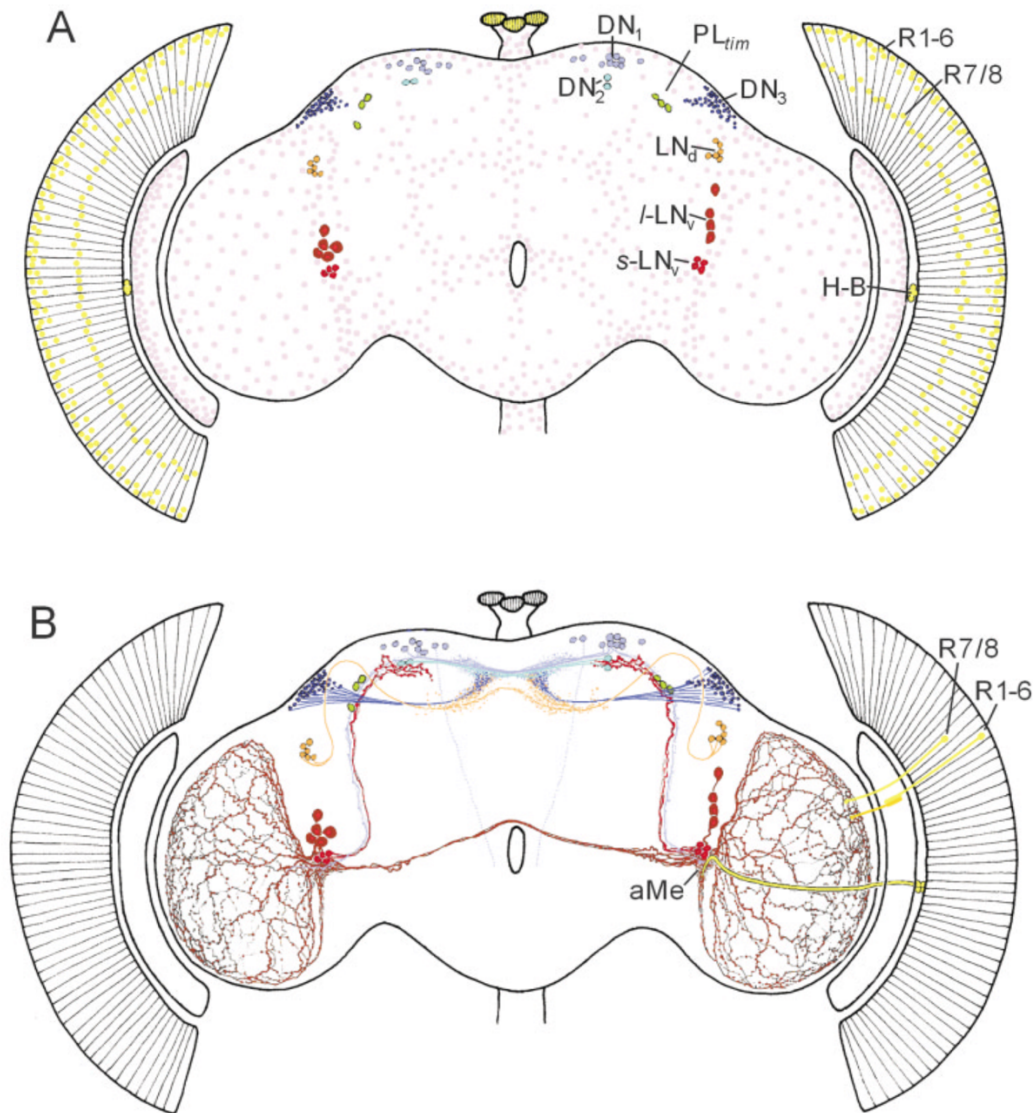 A
DN₁
PLtim
R1-6
R7/8
DN₂
DN₃
LNd
l-LNv
s-LNv
H-B
B
R7/8
R1-6
aMe